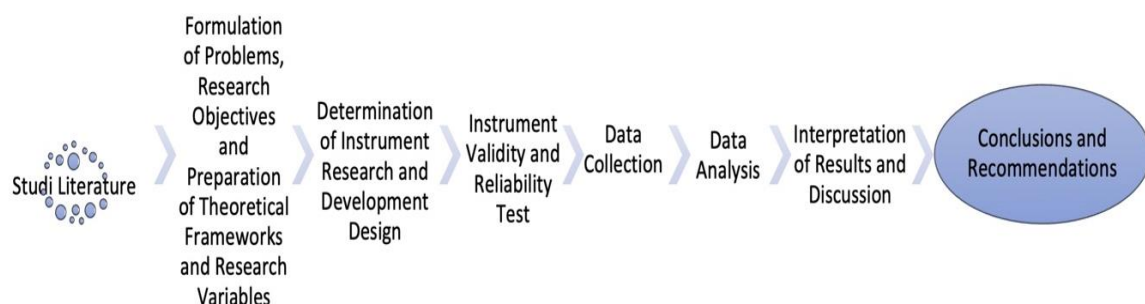 Studi Literature
Formulation
of Problems,
Research
Objectives
and
Preparation
of Theoretical
Frameworks
and Research
Variables
Determination
of Instrument
Research and
Development
Design
Instrument
Validity and
Reliability
Test
Data
Collection
Data
Analysis
Interpretation
of Results and
Discussion
Conclusions and
Recommendations